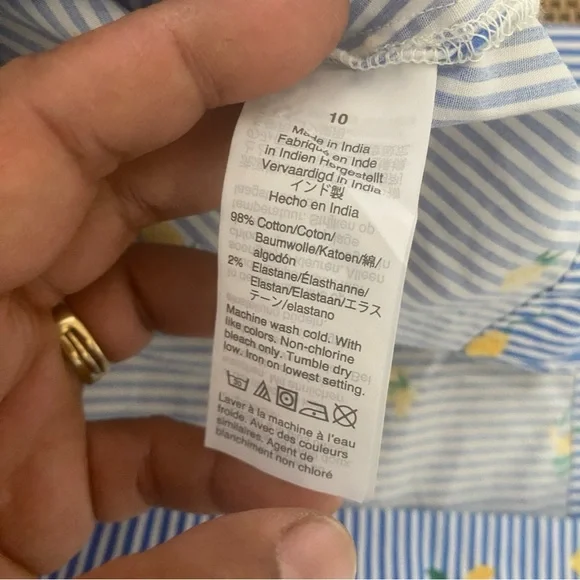 10
Made in India
Fabriqué en Inde
in Indien Hergestellt
Vervaardigd in India
インド製
Hecho en India
98% Cotton/Coton/
Baumwolle/Katoen/綿/
algodón
2% Elastane/Élasthanne/
Elastan/Elastaan/エラス
テーン/elastano
Machine wash cold. With
like colors. Non-chlorine
bleach only. Tumble dry
low. Iron on lowest setting.
Laver à la machine à l'eau
froide. Avec des couleurs
similaires. Agent de
blanchiment non chloré